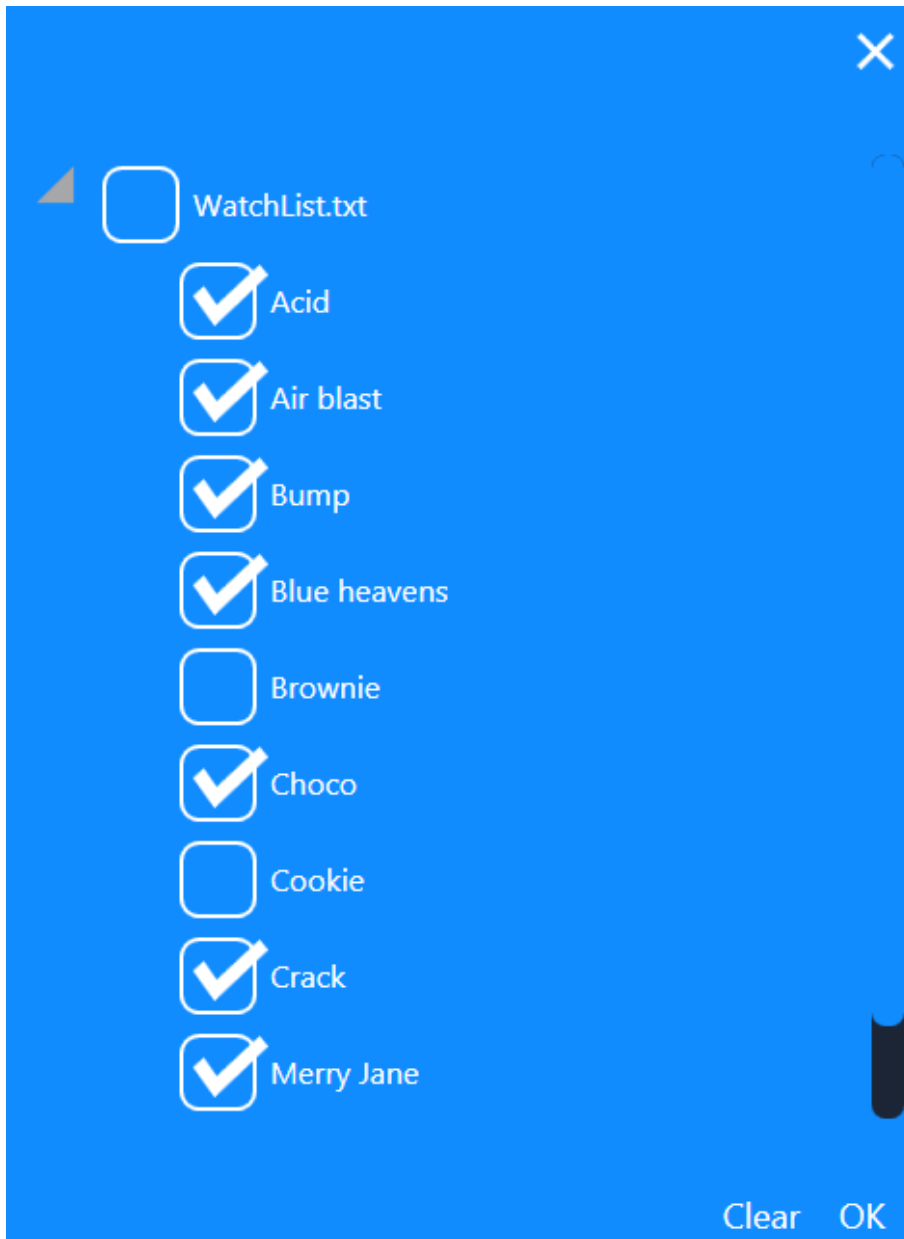 WatchList.txt
Acid
Air blast
Bump
Blue heavens
Brownie
Choco
Cookie
Crack
Merry Jane
Clear OK